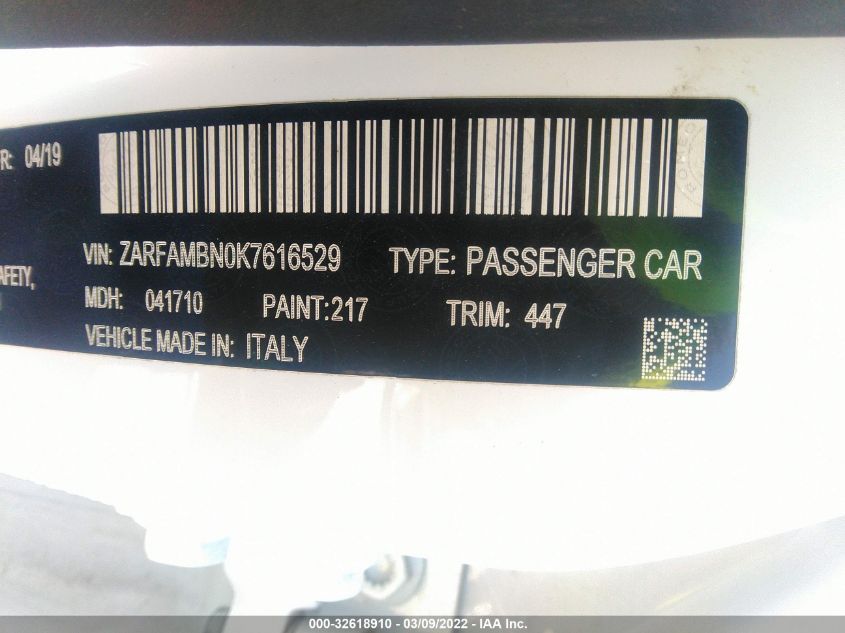 R: 04/19
VIN: ZARFAMBN0K7616529 TYPE: PASSENGER CAR
AFETY,
MDH: 041710 PAINT:217 TRIM: 447
VEHICLE MADE IN: ITALY
000-32618910 - 03/09/2022 - IAA Inc.